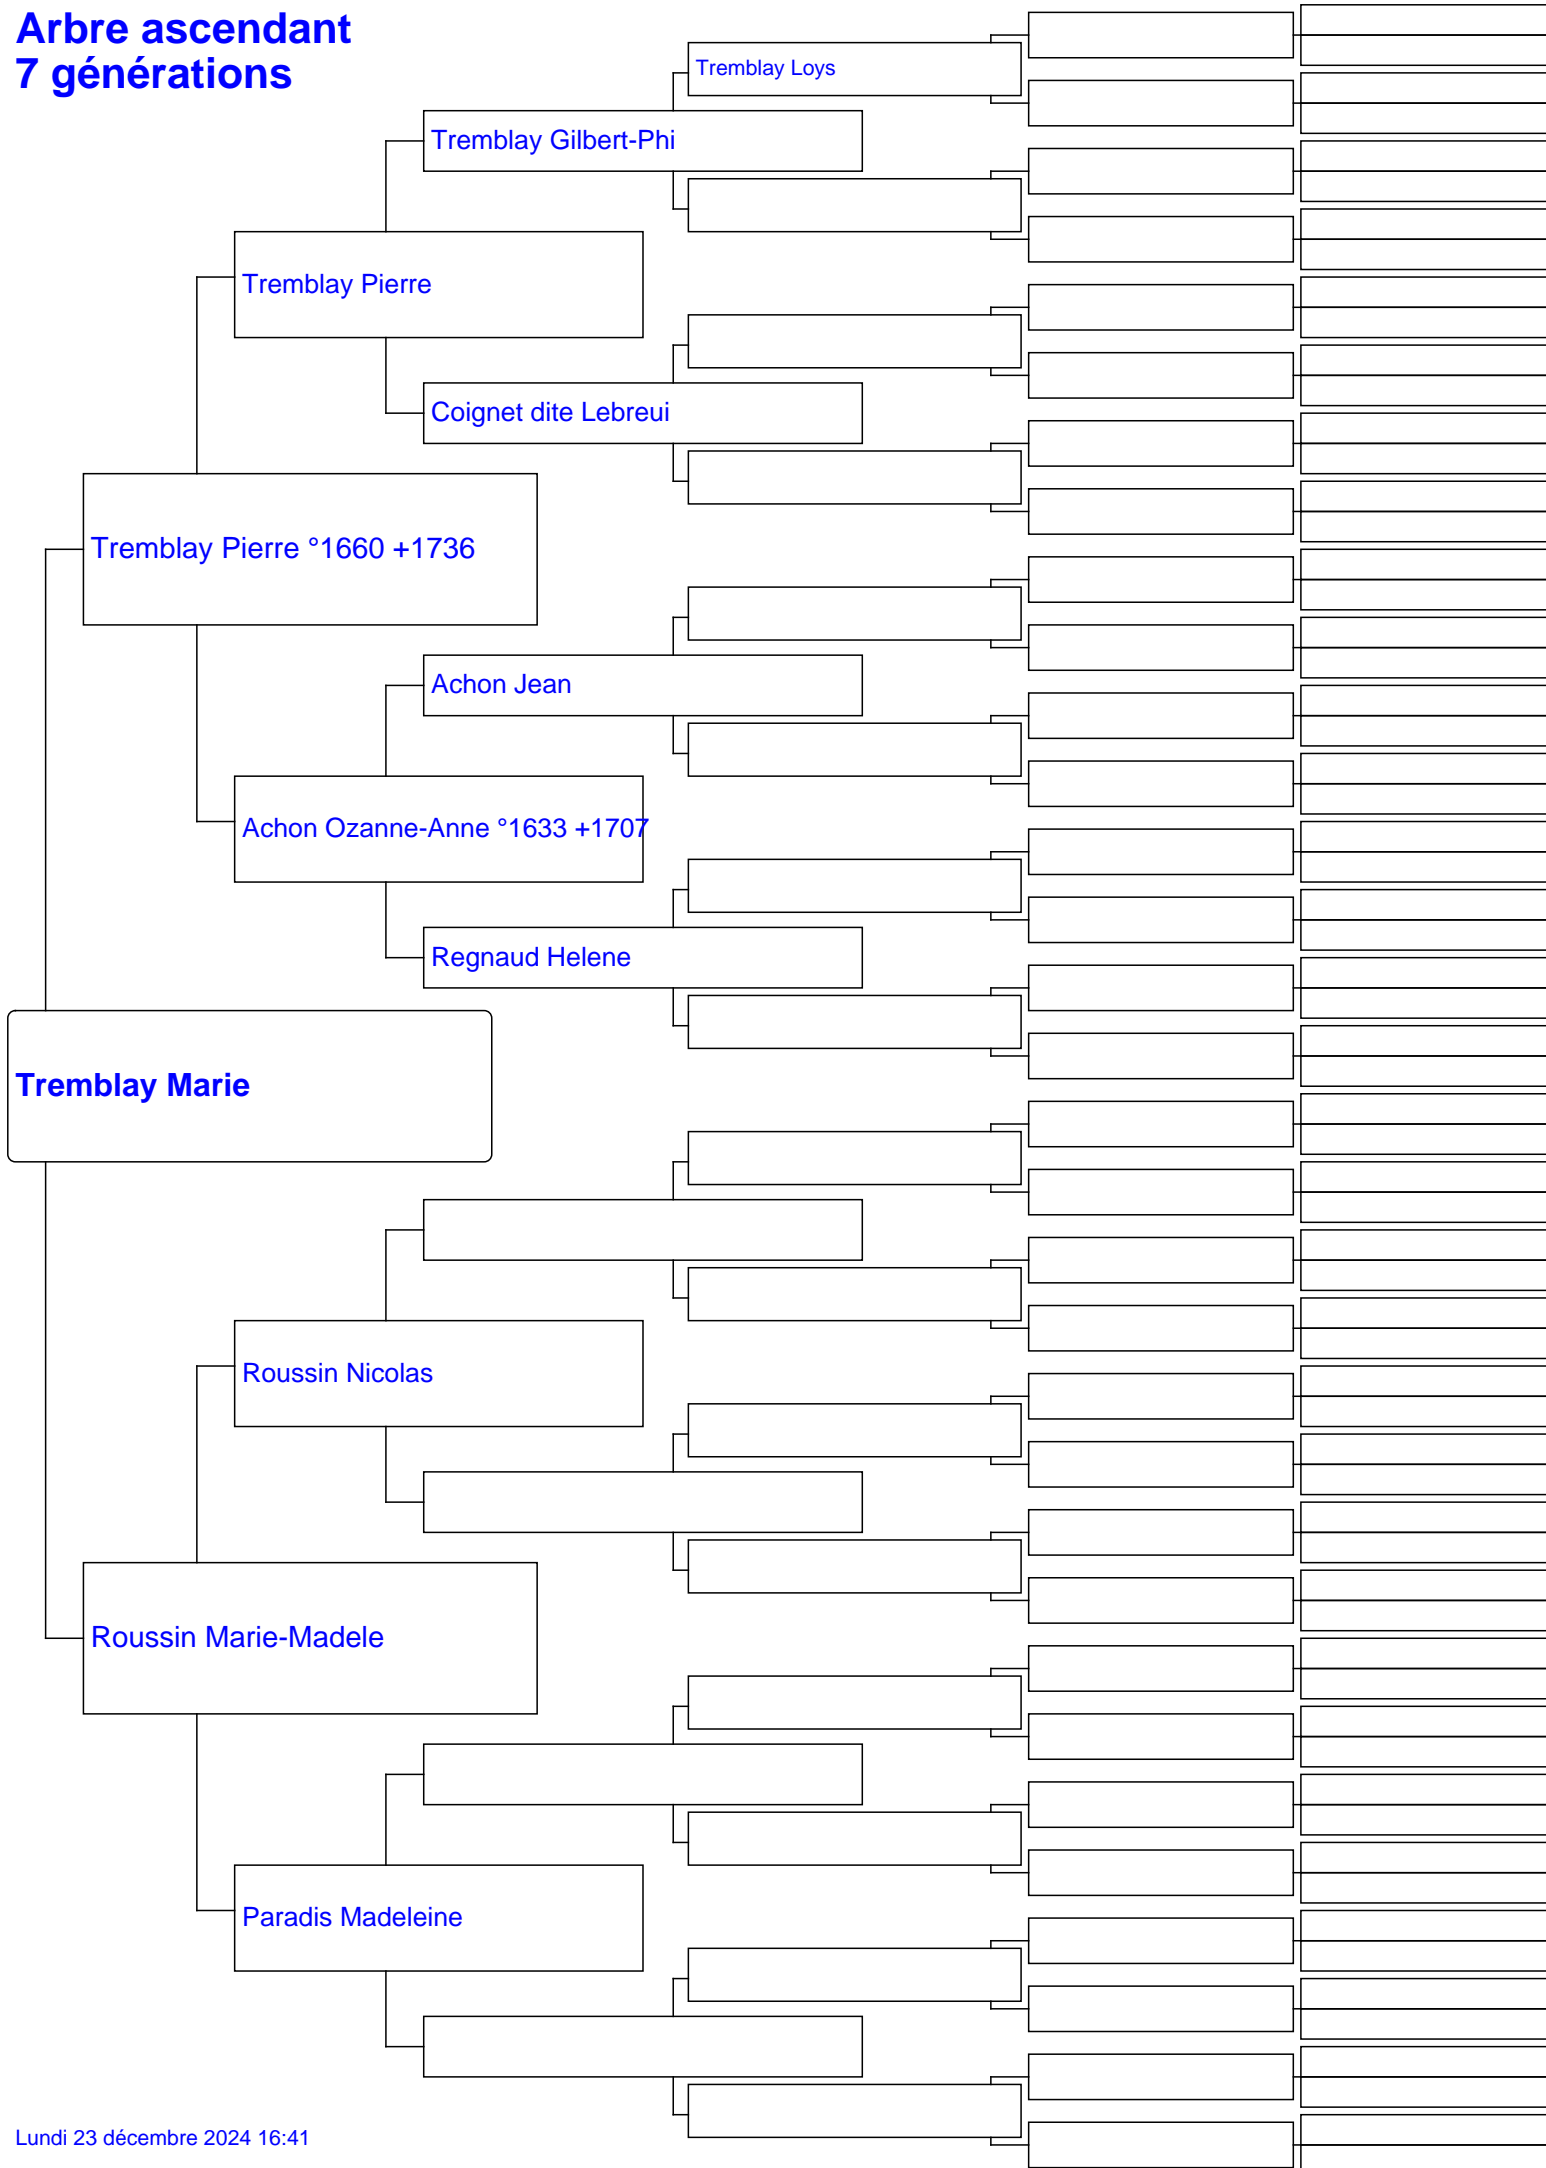 Arbre ascendant
7 générations
Tremblay Loys
Tremblay Gilbert-Phi
Tremblay Pierre
Coignet dite Lebreui
Tremblay Pierre °1660 +1736
Achon Jean
Achon Ozanne-Anne °1633 +1707
Regnaud Helene
Tremblay Marie
Roussin Nicolas
Roussin Marie-Madele
Paradis Madeleine
Lundi 23 décembre 2024 16:41